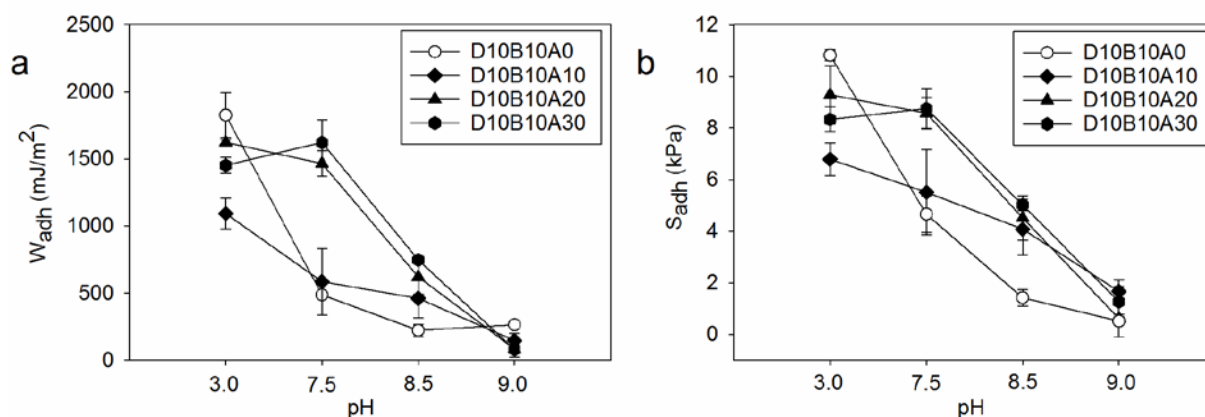 a
2500
2000
1500
1000
500
0
W_adh (mJ/m²)
3.0 7.5 8.5 9.0
pH
D10B10A0
D10B10A10
D10B10A20
D10B10A30
b
12
10
8
6
4
2
0
S_adh (kPa)
3.0 7.5 8.5 9.0
pH
D10B10A0
D10B10A10
D10B10A20
D10B10A30